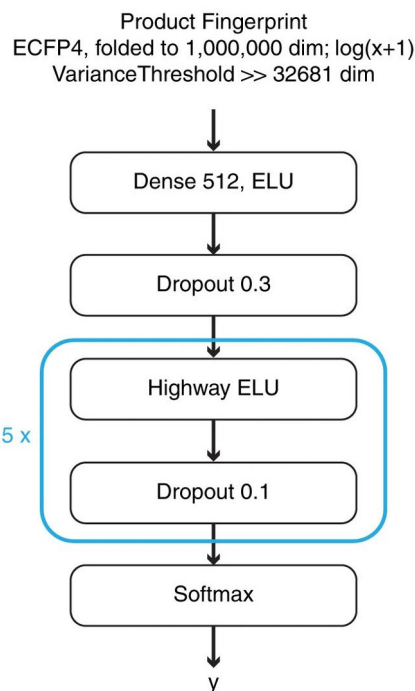 Product Fingerprint
ECFP4, folded to 1,000,000 dim; log(x+1)
VarianceThreshold >> 32681 dim
Dense 512, ELU
Dropout 0.3
Highway ELU
5 x
Dropout 0.1
Softmax
y